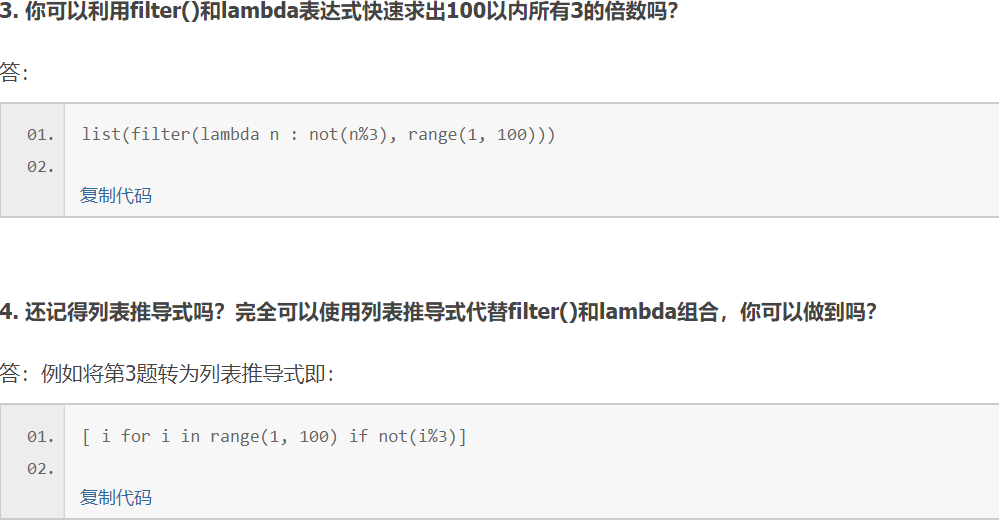 3. 你可以利用filter()和lambda表达式快速求出100以内所有3的倍数吗？
答：
01. list(filter(lambda n : not(n%3), range(1, 100)))
02.
复制代码
4. 还记得列表推导式吗？完全可以使用列表推导式代替filter()和lambda组合，你可以做到吗？
答：例如将第3题转为列表推导式即：
01. [ i for i in range(1, 100) if not(i%3)]
02.
复制代码